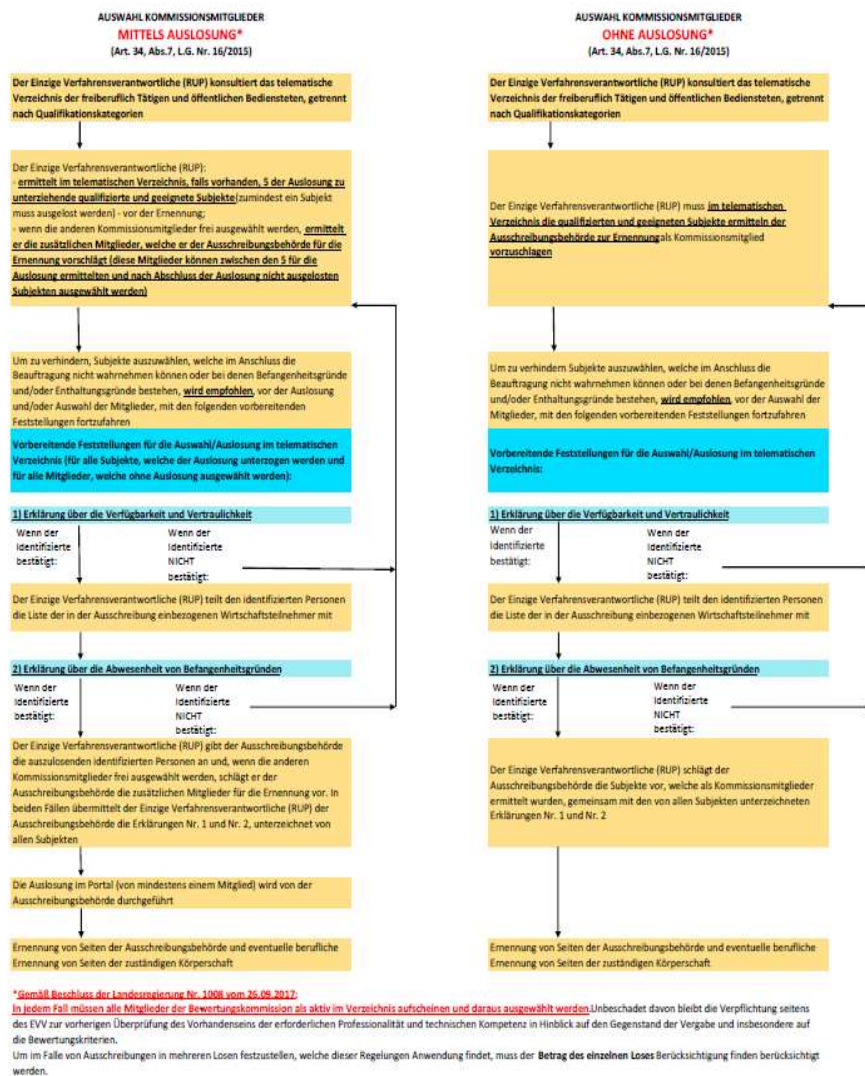 AUSWAHL KOMMISSIONSMITGLIEDER
MITTELS AUSLOSUNG*
(Art. 34, Abs.7, L.G. Nr. 16/2015)
Der Einzige Verfahrensverantwortliche (RUP) konsultiert das telematische
Verzeichnis der freiberuflich Tätigen und öffentlichen Bediensteten, getrennt
nach Qualifikationskategorien
Der Einzige Verfahrensverantwortliche (RUP):
- ermittelt im telematischen Verzeichnis, falls vorhanden, 5 der Auslosung zu
unterziehende qualifizierte und geeignete Subjekte(zumindest ein Subjekt
muss ausgelost werden) - vor der Ernennung;
- wenn die anderen Kommissionsmitglieder frei ausgewählt werden, ermittelt
er die zusätzlichen Mitglieder, welche er der Ausschreibungsbehörde für die
Ernennung vorschlägt (diese Mitglieder können zwischen den 5 für die
Auslosung ermittelten und nach Abschluss der Auslosung nicht ausgelosten
Subjekten ausgewählt werden)
Um zu verhindern, Subjekte auszuwählen, welche im Anschluss die
Beauftragung nicht wahrnehmen können oder bei denen Befangenheitsgründe
und/oder Enthaltungsgründe bestehen, wird empfohlen, vor der Auslosung
und/oder Auswahl der Mitglieder, mit den folgenden vorbereitenden
Feststellungen fortzufahren
Vorbereitende Feststellungen für die Auswahl/Auslosung im telematischen
Verzeichnis (für alle Subjekte, welche der Auslosung unterzogen werden und
für alle Mitglieder, welche ohne Auslosung ausgewählt werden):
1) Erklärung über die Verfügbarkeit und Vertraulichkeit
Wenn der
Identifizierte
bestätigt:
Wenn der
Identifizierte
NICHT
bestätigt:
Der Einzige Verfahrensverantwortliche (RUP) teilt den identifizierten Personen
die Liste der in der Ausschreibung einbezogenen Wirtschaftsteilnehmer mit
2) Erklärung über die Abwesenheit von Befangenheitsgründen
Wenn der
Identifizierte
bestätigt:
Wenn der
Identifizierte
NICHT
bestätigt:
Der Einzige Verfahrensverantwortliche (RUP) gibt der Ausschreibungsbehörde
die auszulosenden identifizierten Personen an und, wenn die anderen
Kommissionsmitglieder frei ausgewählt werden, schlägt er der
Ausschreibungsbehörde die zusätzlichen Mitglieder für die Ernennung vor. In
beiden Fällen übermittelt der Einzige Verfahrensverantwortliche (RUP) der
Ausschreibungsbehörde die Erklärungen Nr. 1 und Nr. 2, unterzeichnet von
allen Subjekten
Die Auslosung im Portal (von mindestens einem Mitglied) wird von der
Ausschreibungsbehörde durchgeführt
Ernennung von Seiten der Ausschreibungsbehörde und eventuelle berufliche
Ernennung von Seiten der zuständigen Körperschaft
AUSWAHL KOMMISSIONSMITGLIEDER
OHNE AUSLOSUNG*
(Art. 34, Abs.7, L.G. Nr. 16/2015)
Der Einzige Verfahrensverantwortliche (RUP) konsultiert das telematische
Verzeichnis der freiberuflich Tätigen und öffentlichen Bediensteten, getrennt
nach Qualifikationskategorien
Der Einzige Verfahrensverantwortliche (RUP) muss im telematischen
Verzeichnis die qualifizierten und geeigneten Subjekte ermitteln der
Ausschreibungsbehörde zur Ernennung als Kommissionsmitglied
vorzuschlagen
Um zu verhindern Subjekte auszuwählen, welche im Anschluss die
Beauftragung nicht wahrnehmen können oder bei denen Befangenheitsgründe
und/oder Enthaltungsgründe bestehen, wird empfohlen, vor der Auswahl der
Mitglieder, mit den folgenden vorbereitenden Feststellungen fortzufahren
Vorbereitende Feststellungen für die Auswahl/Auslosung im telematischen
Verzeichnis:
1) Erklärung über die Verfügbarkeit und Vertraulichkeit
Wenn der
Identifizierte
bestätigt:
Wenn der
Identifizierte
NICHT
bestätigt:
Der Einzige Verfahrensverantwortliche (RUP) teilt den identifizierten Personen
die Liste der in der Ausschreibung einbezogenen Wirtschaftsteilnehmer mit
2) Erklärung über die Abwesenheit von Befangenheitsgründen
Wenn der
Identifizierte
bestätigt:
Wenn der
Identifizierte
NICHT
bestätigt:
Der Einzige Verfahrensverantwortliche (RUP) schlägt der
Ausschreibungsbehörde die Subjekte vor, welche als Kommissionsmitglieder
ermittelt wurden, gemeinsam mit den von allen Subjekten unterzeichneten
Erklärungen Nr. 1 und Nr. 2
Ernennung von Seiten der Ausschreibungsbehörde und eventuelle berufliche
Ernennung von Seiten der zuständigen Körperschaft
*Gemäß Beschluss der Landesregierung Nr. 1008 vom 26.09.2017:
In jedem Fall müssen alle Mitglieder der Bewertungskommission als aktiv im Verzeichnis aufscheinen und daraus ausgewählt werden.Unbeschadet davon bleibt die Verpflichtung seitens
des EVV zur vorherigen Überprüfung des Vorhandenseins der erforderlichen Professionalität und technischen Kompetenz in Hinblick auf den Gegenstand der Vergabe und insbesondere auf
die Bewertungskriterien.
Um im Falle von Ausschreibungen in mehreren Losen festzustellen, welche dieser Regelungen Anwendung findet, muss der Betrag des einzelnen Loses Berücksichtigung finden berücksichtigt
werden.